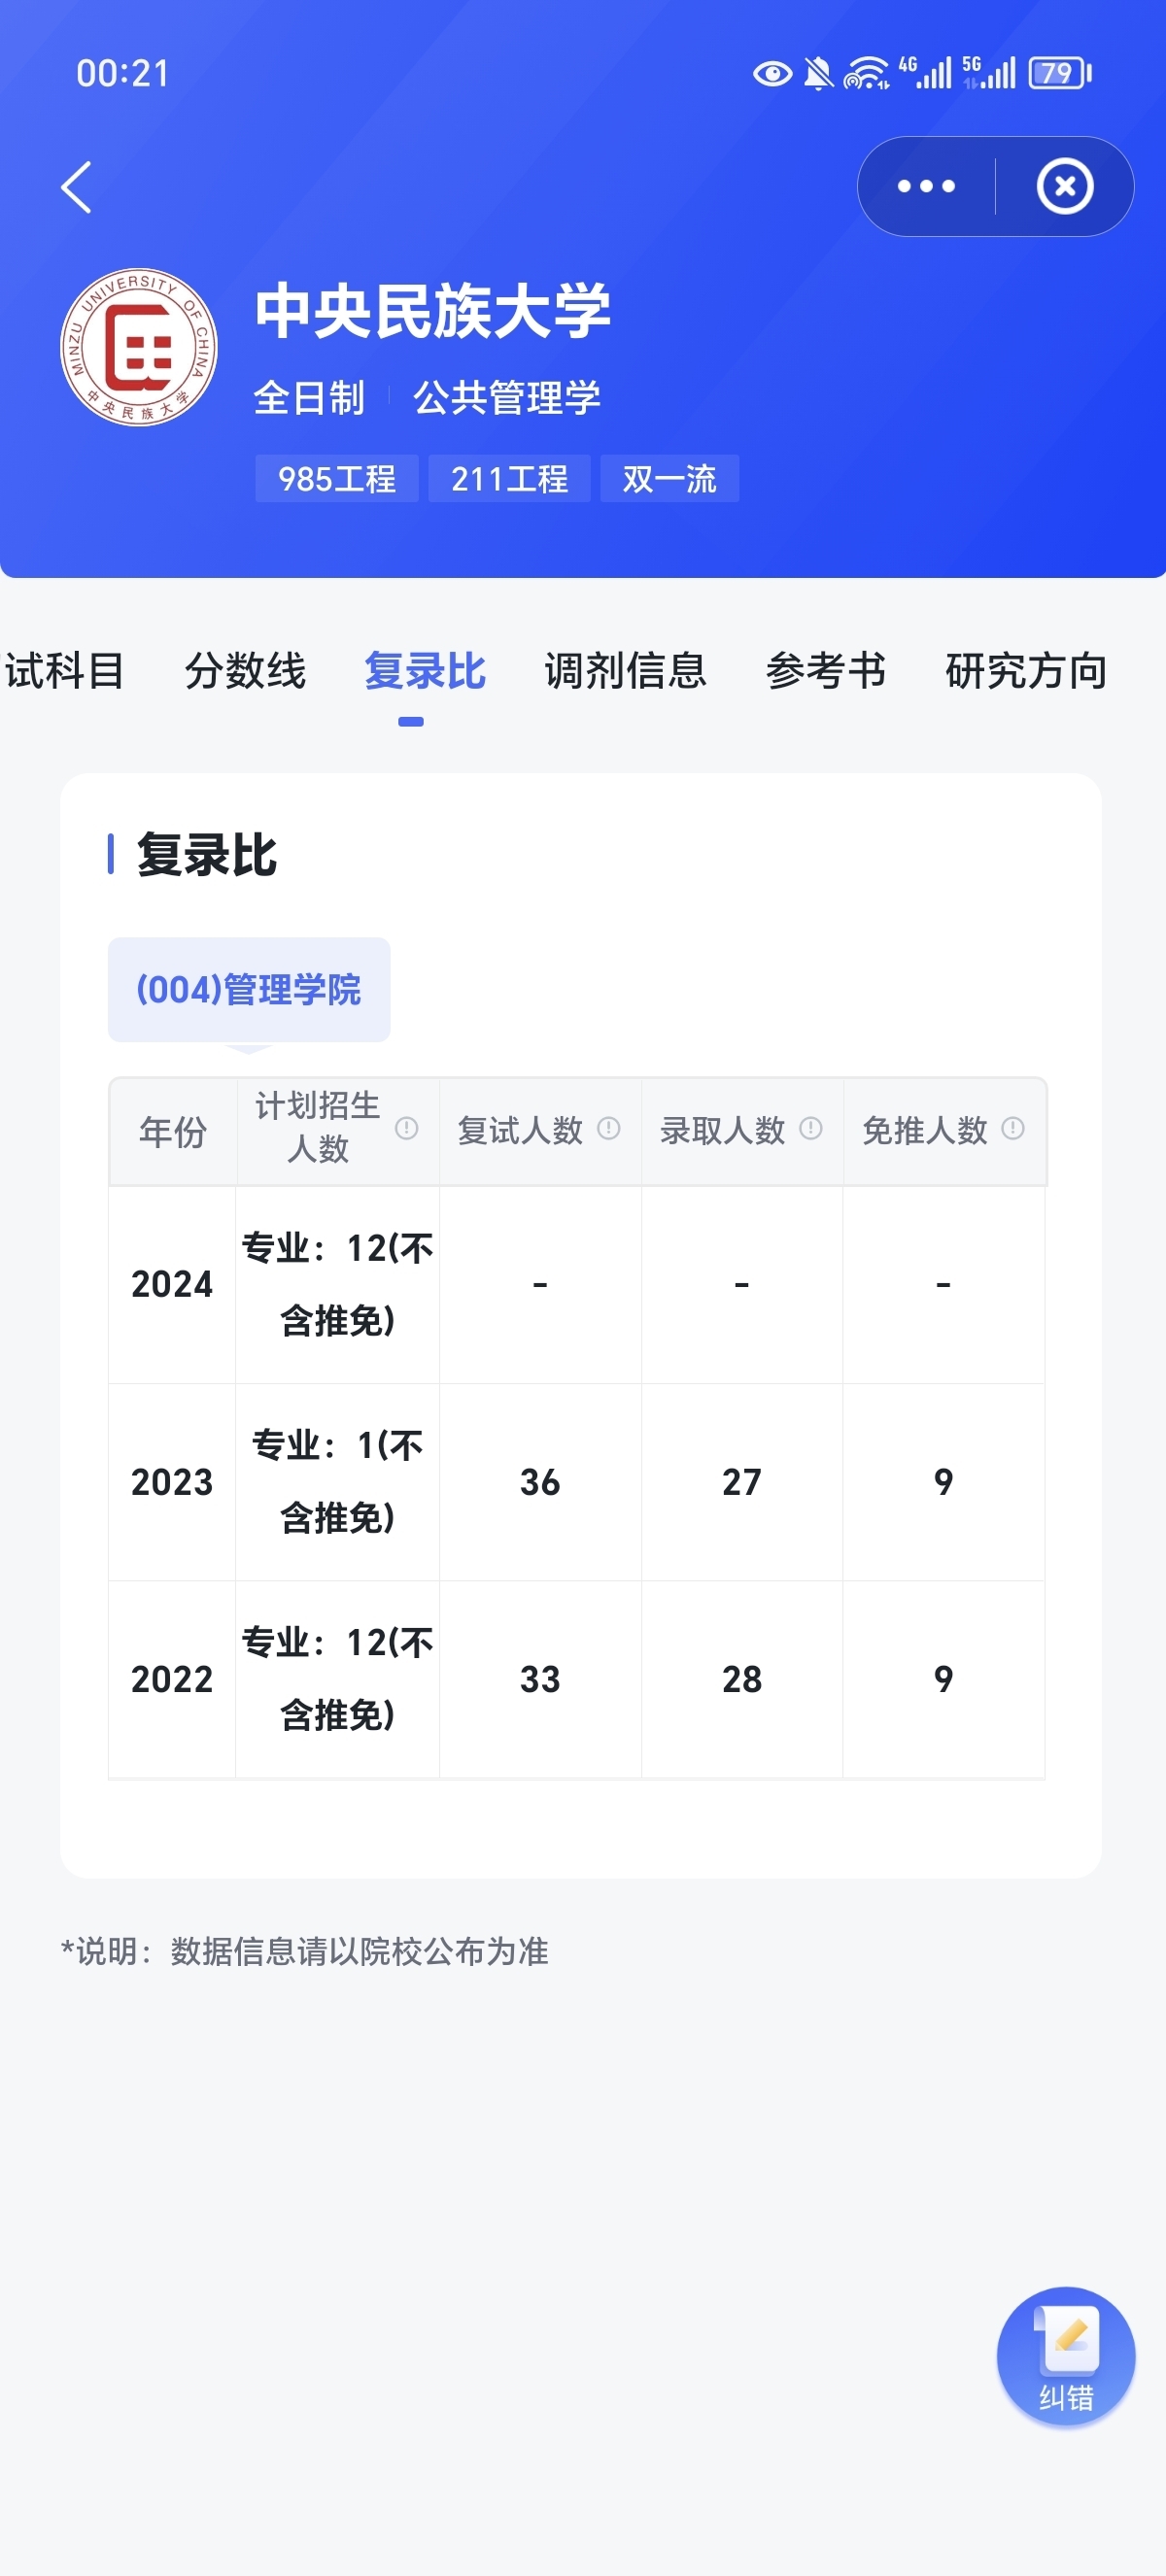 00:21
4G
5G
79
中央民族大学
MINZU UNIVERSITY OF CHINA
中央民族大学
全日制
公共管理学
985工程
211工程
双一流
试科目
分数线
复录比
调剂信息
参考书
研究方向
复录比
(004)管理学院
年份
计划招生
人数
复试人数
录取人数
免推人数
2024
专业：12(不
含推免)
-
-
-
2023
专业：1(不
含推免)
36
27
9
2022
专业：12(不
含推免)
33
28
9
*说明：数据信息请以院校公布为准
纠错